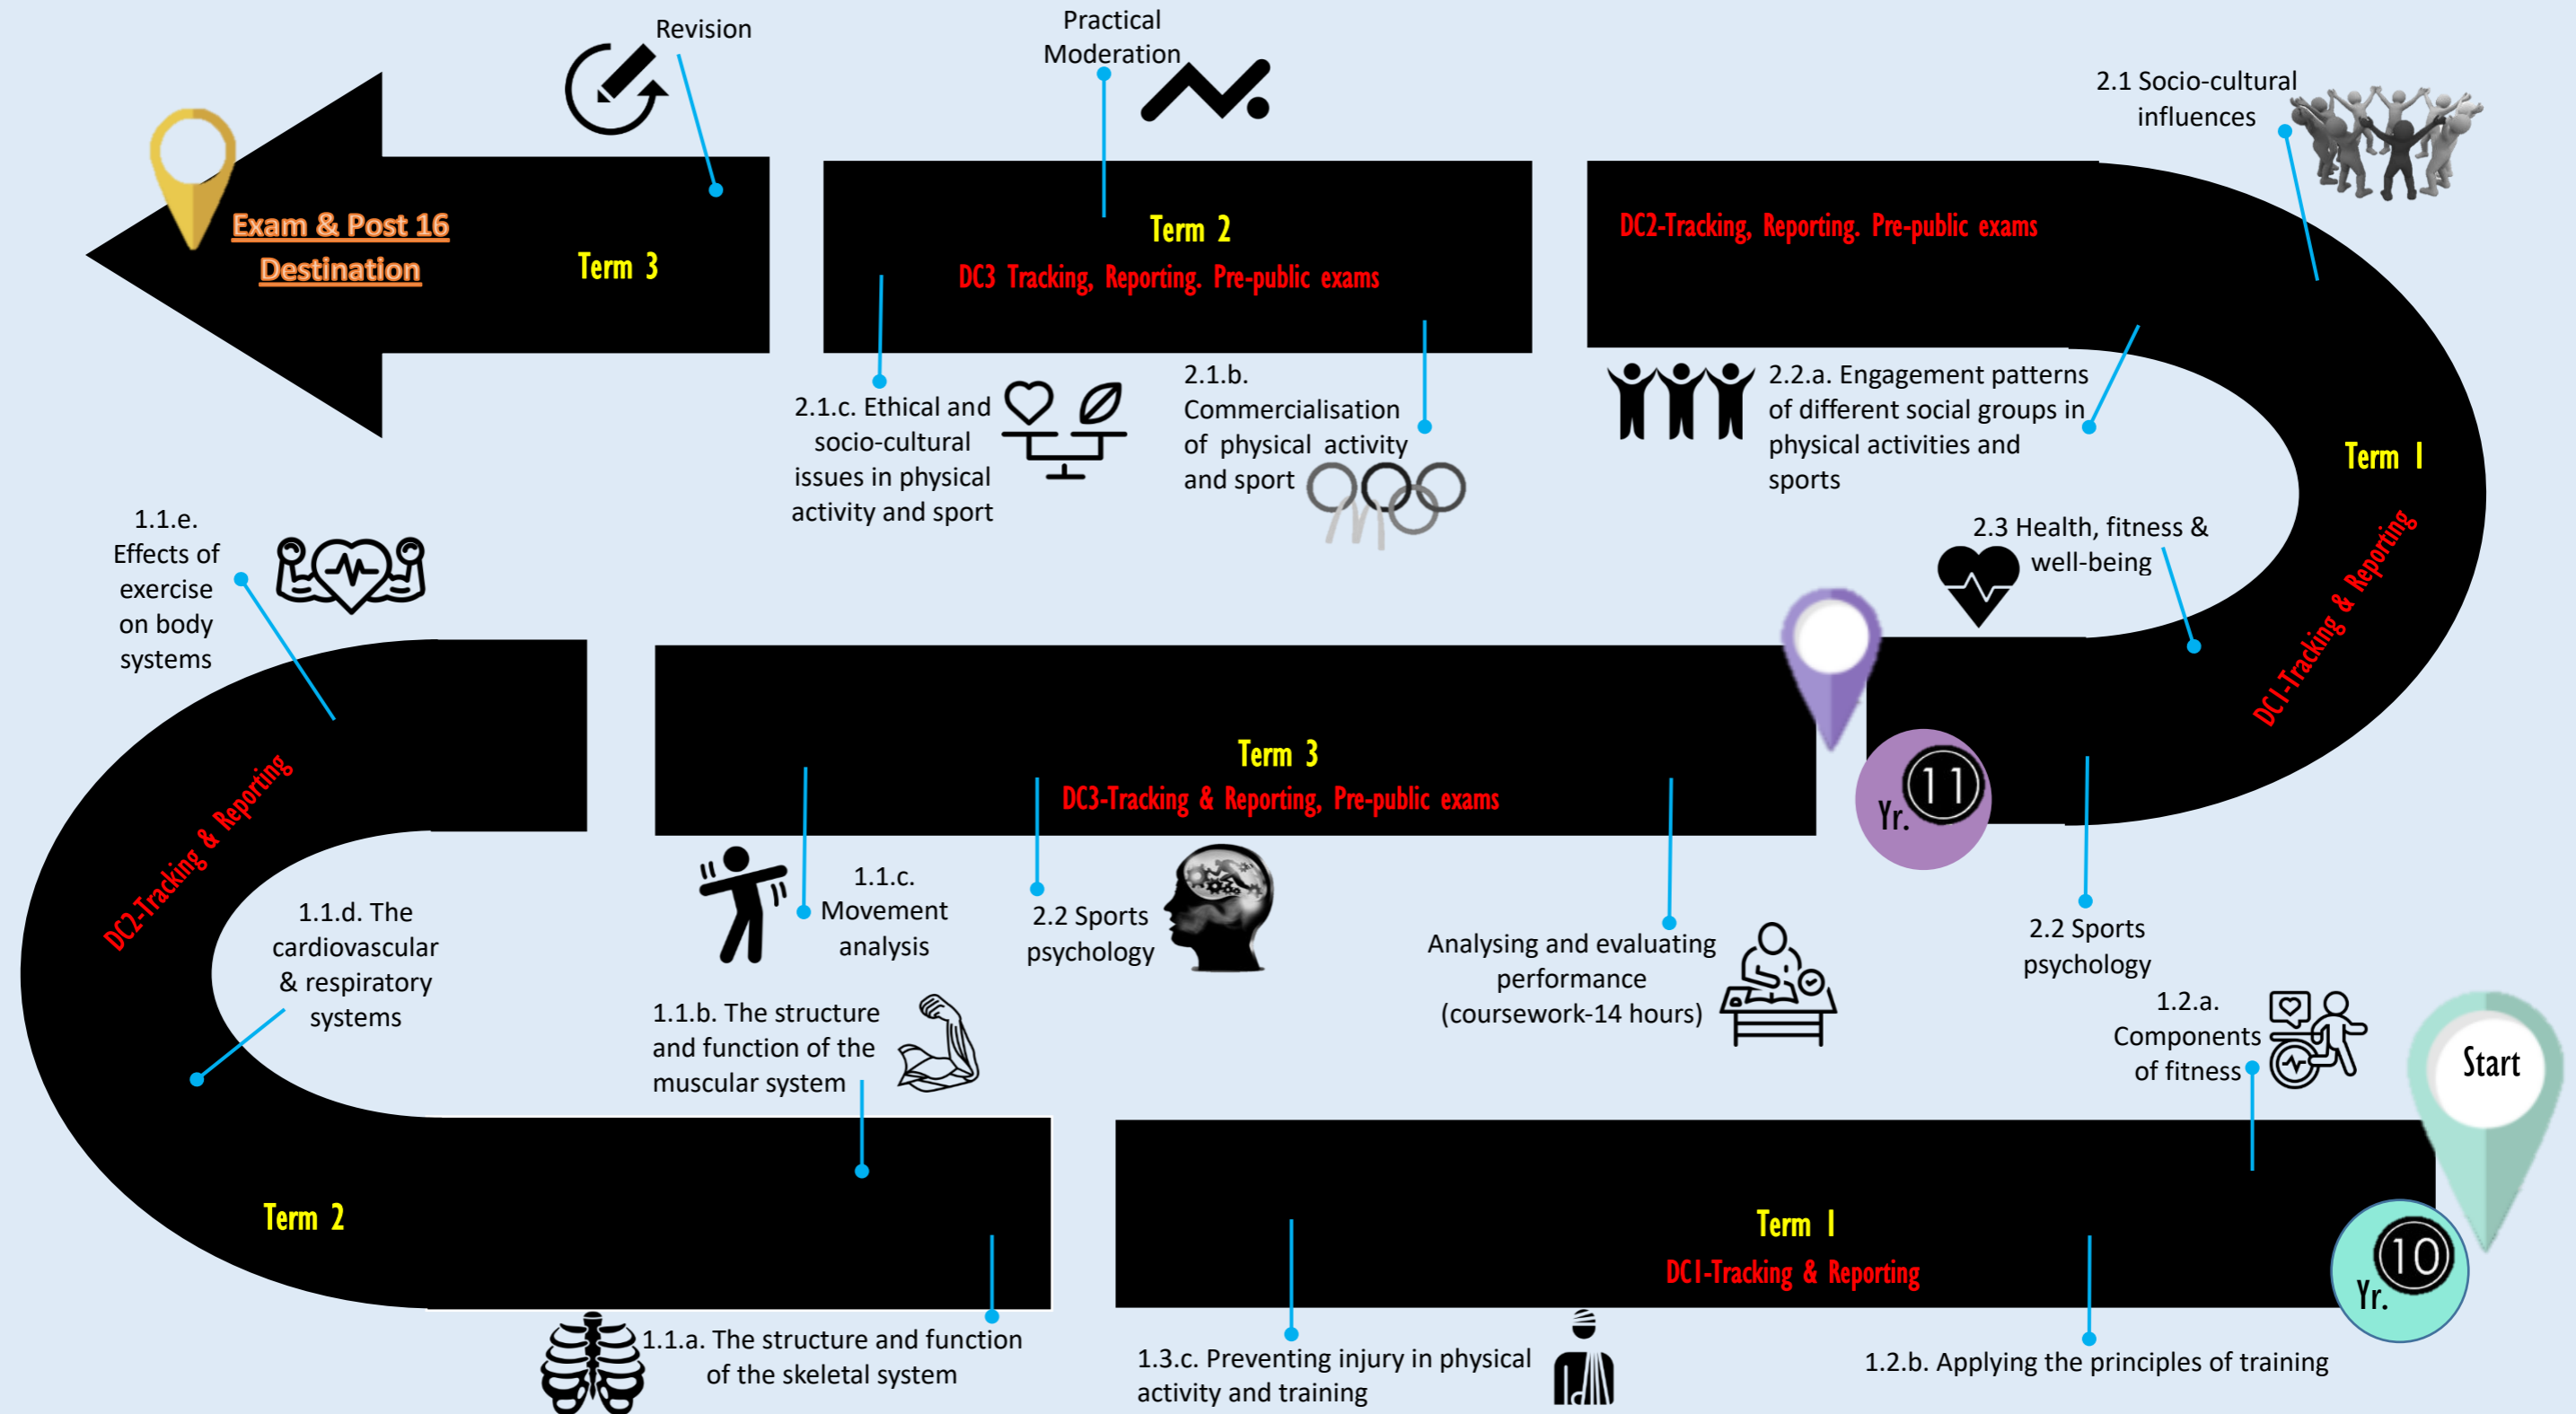 Revision
Practical
Moderation
2.1 Socio-cultural
influences
Exam & Post 16
Destination
Term 3
Term 2
DC3 Tracking, Reporting. Pre-public exams
DC2-Tracking, Reporting. Pre-public exams
2.1.c. Ethical and
socio-cultural
issues in physical
activity and sport
2.1.b.
Commercialisation
of physical activity
and sport
2.2.a. Engagement patterns
of different social groups in
physical activities and
sports
Term 1
DC1-Tracking & Reporting
2.3 Health, fitness &
well-being
1.1.e.
Effects of
exercise
on body
systems
Term 3
DC3-Tracking & Reporting, Pre-public exams
Yr. 11
DC2-Tracking & Reporting
1.1.d. The
cardiovascular
& respiratory
systems
1.1.c.
Movement
analysis
2.2 Sports
psychology
Analysing and evaluating
performance
(coursework-14 hours)
2.2 Sports
psychology
1.1.b. The structure
and function of the
muscular system
1.2.a.
Components
of fitness
Start
Term 2
Term 1
DC1-Tracking & Reporting
Yr. 10
1.1.a. The structure and function
of the skeletal system
1.3.c. Preventing injury in physical
activity and training
1.2.b. Applying the principles of training